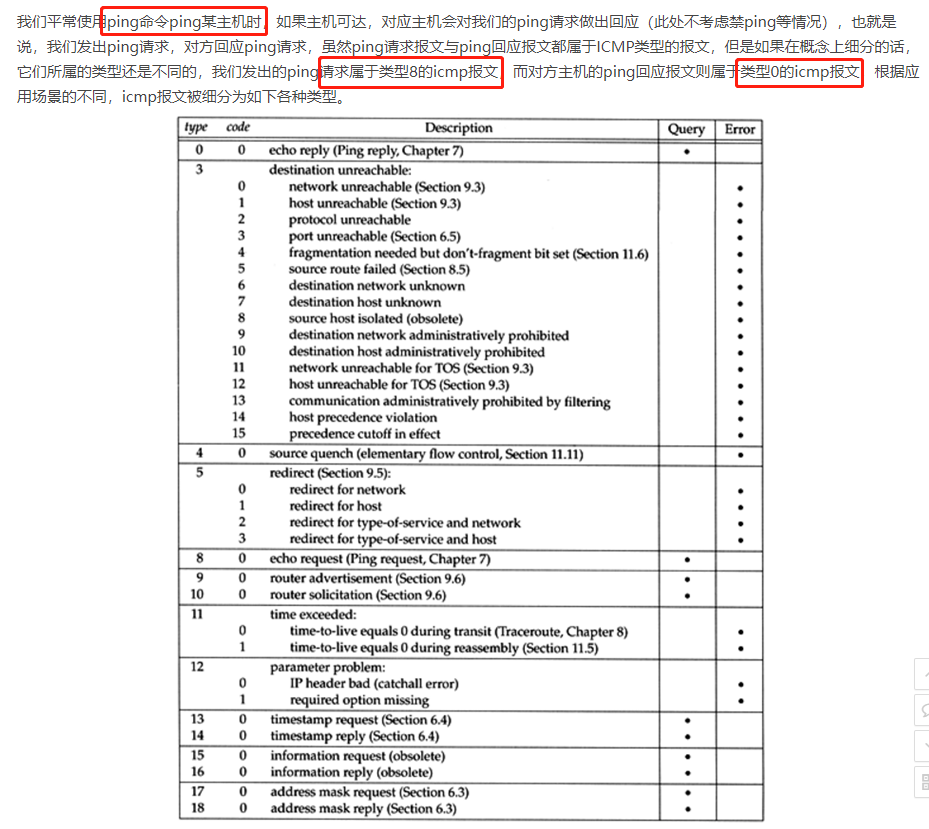 我们平常使用ping命令ping某主机时，如果主机可达，对应主机会对我们的ping请求做出回应（此处不考虑禁ping等情况），也就是
说，我们发出ping请求，对方回应ping请求，虽然ping请求报文与ping回应报文都属于ICMP类型的报文，但是如果在概念上细分的话，
它们所属的类型还是不同的，我们发出的ping请求属于类型8的icmp报文，而对方主机的ping回应报文则属于类型0的icmp报文，根据应
用场景的不同，icmp报文被细分为如下各种类型。
type code Description Query Error
0 0 echo reply (Ping reply, Chapter 7) •
3 destination unreachable:
0 network unreachable (Section 9.3) •
1 host unreachable (Section 9.3) •
2 protocol unreachable •
3 port unreachable (Section 6.5) •
4 fragmentation needed but don't-fragment bit set (Section 11.6) •
5 source route failed (Section 8.5) •
6 destination network unknown •
7 destination host unknown •
8 source host isolated (obsolete) •
9 destination network administratively prohibited •
10 destination host administratively prohibited •
11 network unreachable for TOS (Section 9.3) •
12 host unreachable for TOS (Section 9.3) •
13 communication administratively prohibited by filtering •
14 host precedence violation •
15 precedence cutoff in effect •
4 0 source quench (elementary flow control, Section 11.11) •
5 redirect (Section 9.5):
0 redirect for network •
1 redirect for host •
2 redirect for type-of-service and network •
3 redirect for type-of-service and host •
8 0 echo request (Ping request, Chapter 7) •
9 0 router advertisement (Section 9.6) •
10 0 router solicitation (Section 9.6) •
11 time exceeded:
0 time-to-live equals 0 during transit (Traceroute, Chapter 8) •
1 time-to-live equals 0 during reassembly (Section 11.5) •
12 parameter problem:
0 IP header bad (catchall error) •
1 required option missing •
13 0 timestamp request (Section 6.4) •
14 0 timestamp reply (Section 6.4) •
15 0 information request (obsolete) •
16 0 information reply (obsolete) •
17 0 address mask request (Section 6.3) •
18 0 address mask reply (Section 6.3) •